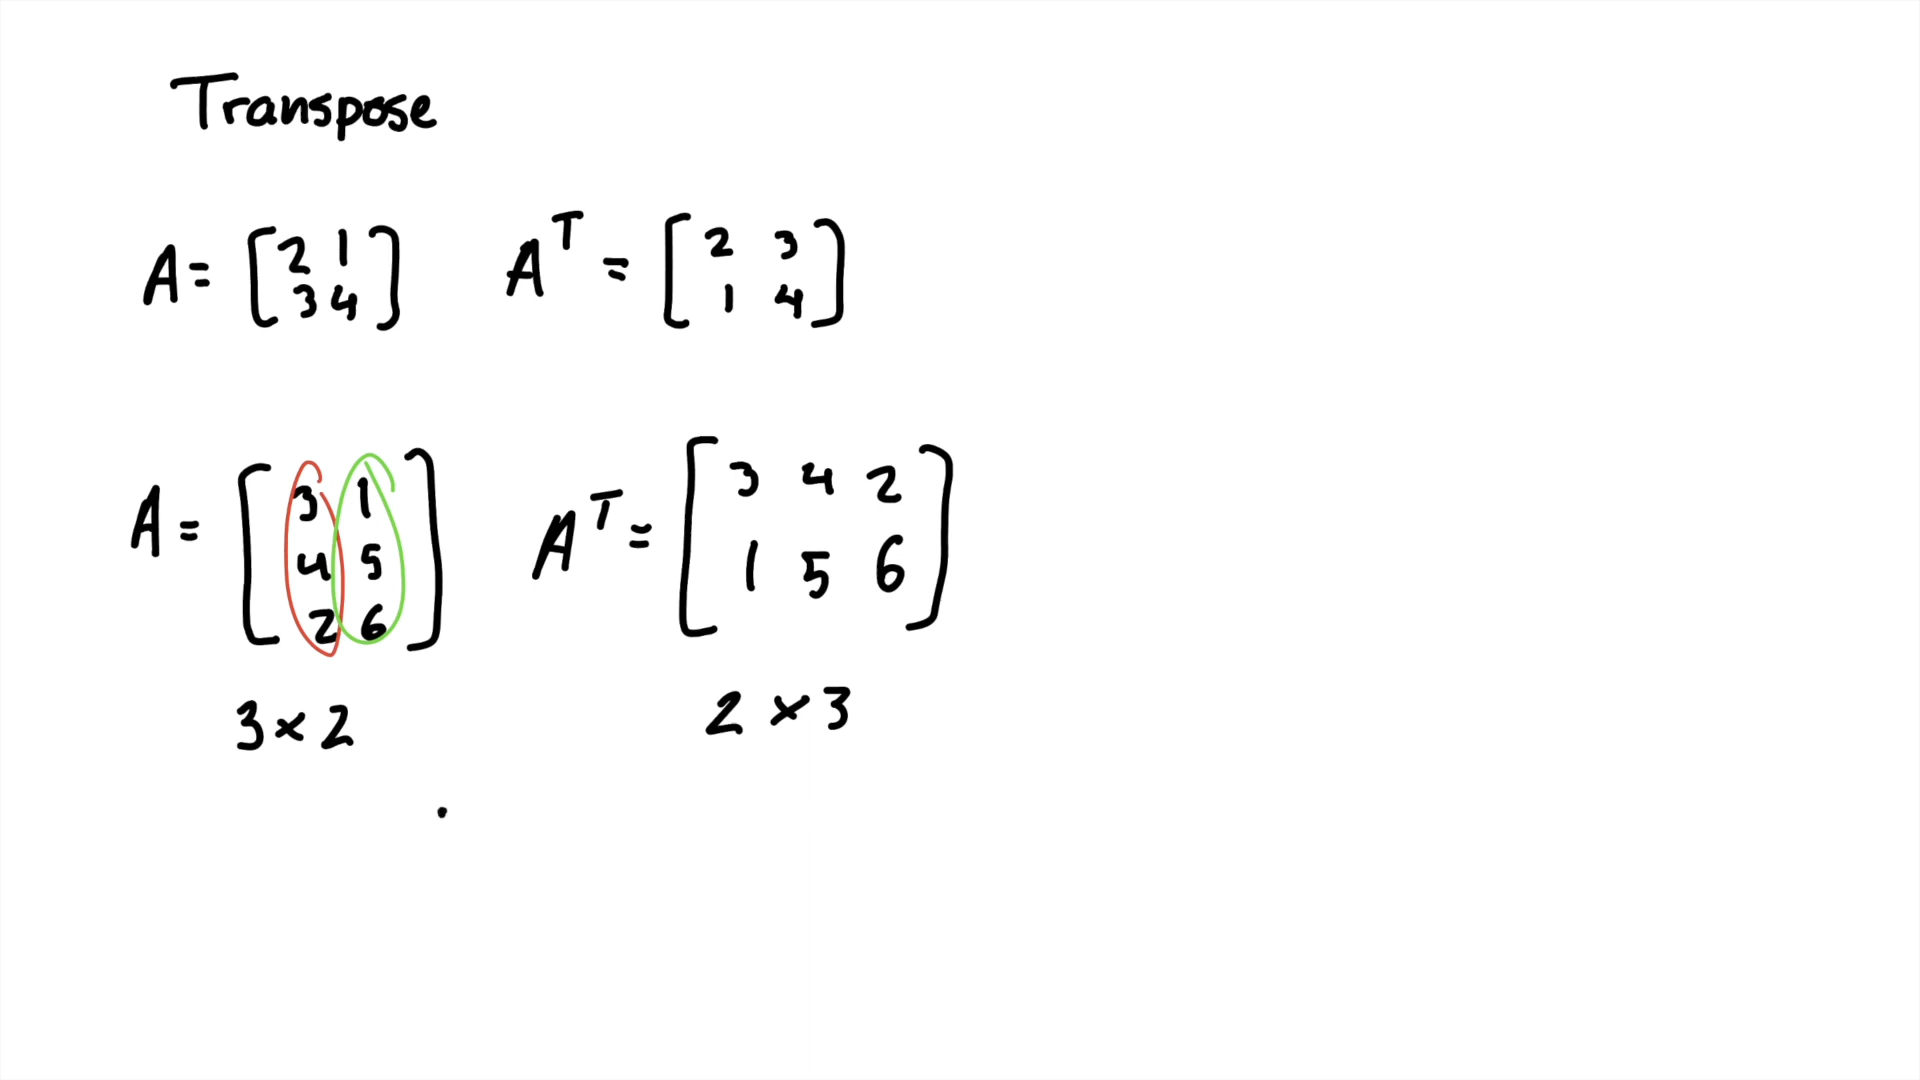 Transpose
A = [2 1
3 4] A^T = [2 3
1 4]
A = [3 1
4 5
2 6] A^T = [3 4 2
1 5 6]
3 × 2 2 × 3